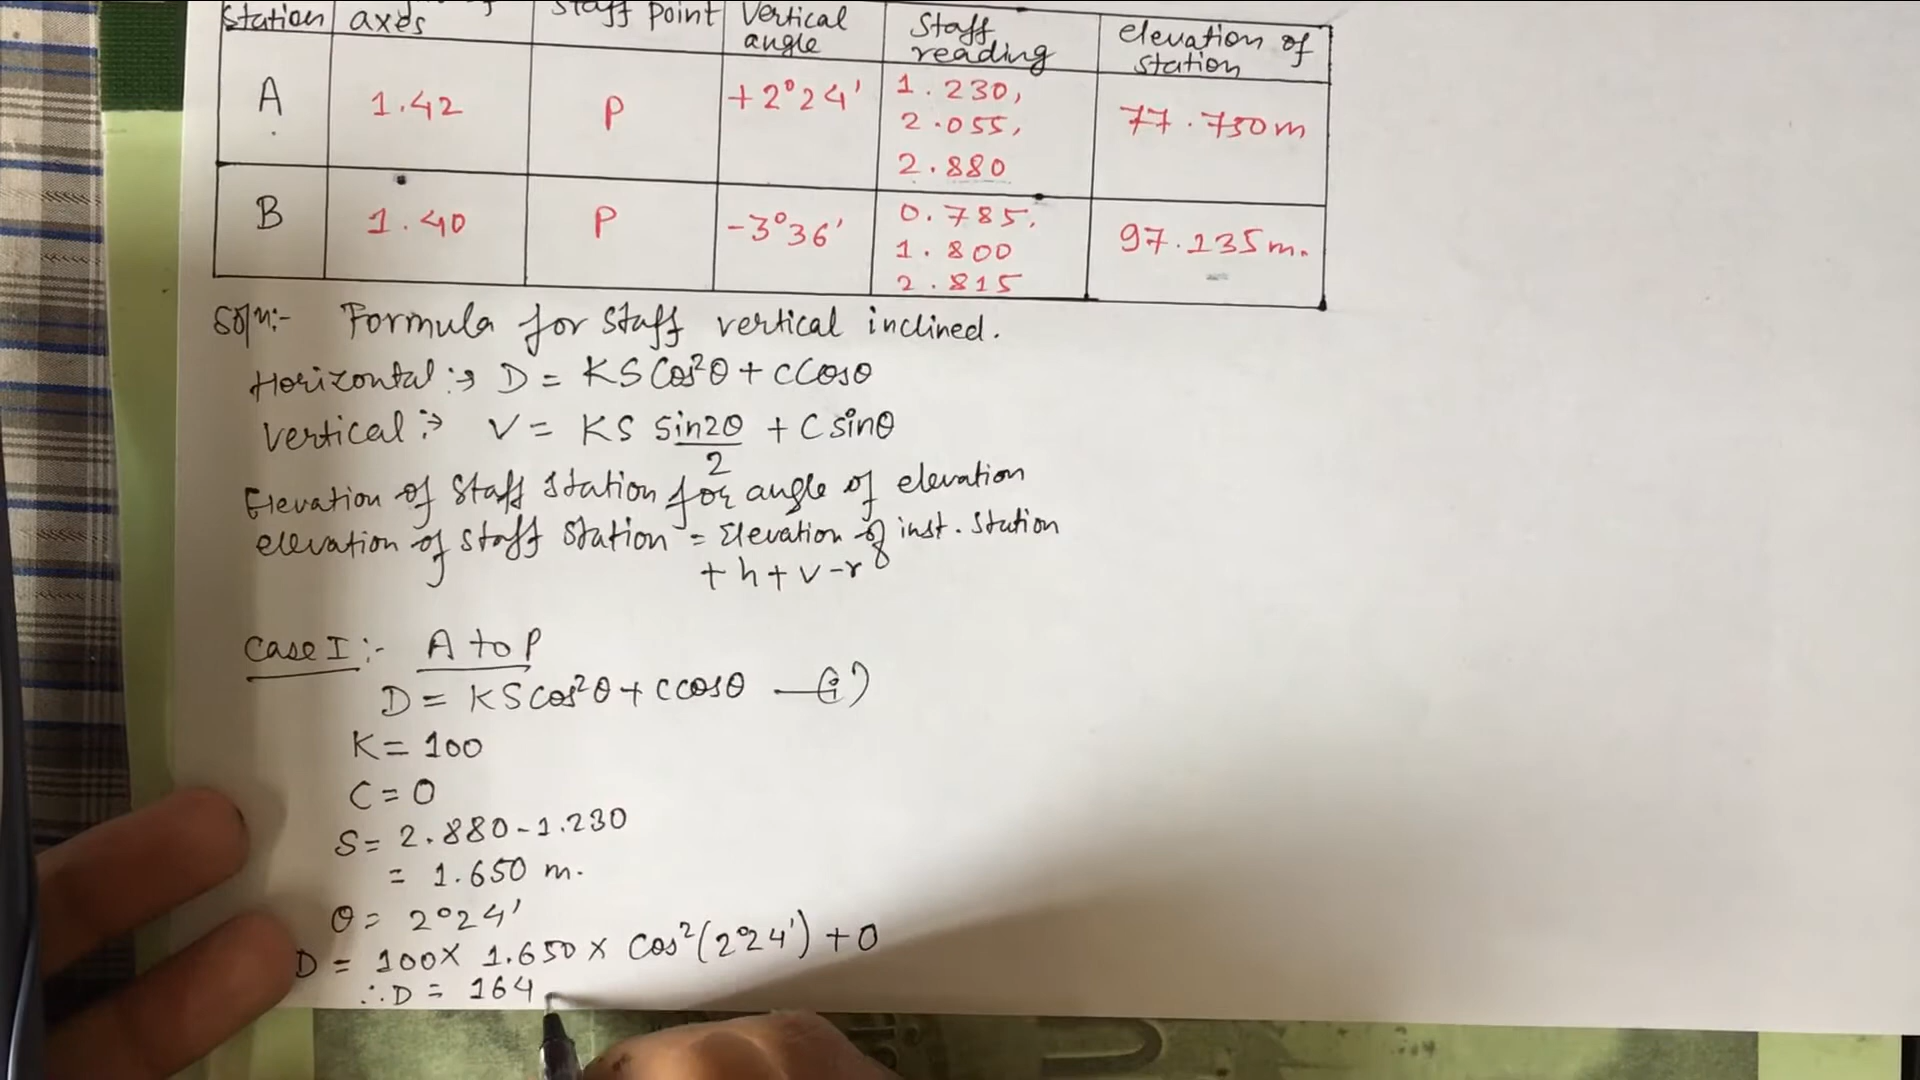 Station axes Staff point Vertical angle Staff reading elevation of station
A 1.42 P +2°24' 1.230, 2.055, 2.880 77.750m
B 1.40 P -3°36' 0.785, 1.800 2.815 97.135m.
Soln:- Formula for staff vertical inclined.
Horizontal :→ D = KS Cos²θ + CCosθ
Vertical :→ V = KS Sin2θ/2 + C sinθ
Elevation of Staff Station for angle of elevation
elevation of staff Station = Elevation of inst. Station
+ h + v - r
Case I :- A to P
D = KS cos²θ + c cosθ —(i)
K = 100
C = 0
S = 2.880 - 1.230
= 1.650 m.
θ = 2°24'
D = 100 × 1.650 × Cos²(2°24') + 0
∴ D = 164